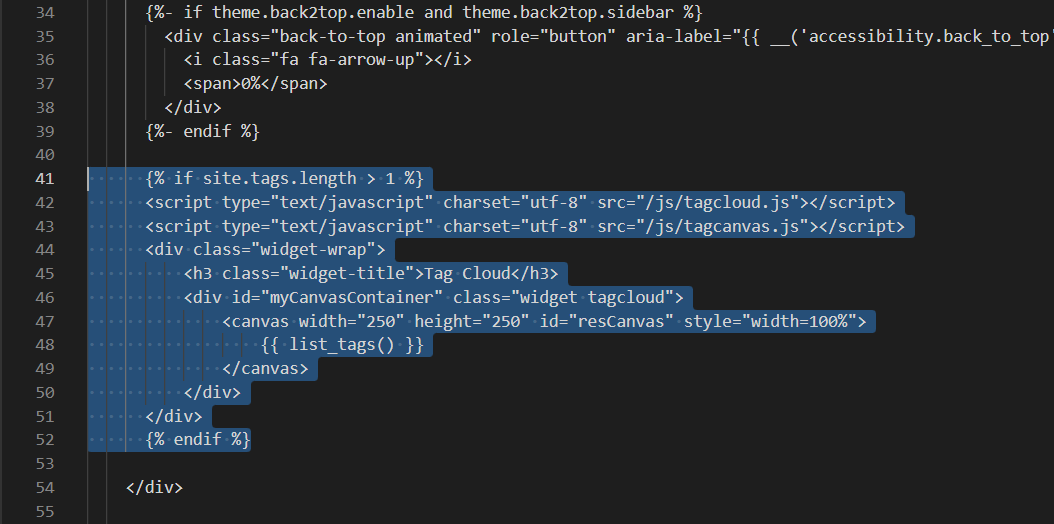 34 {%- if theme.back2top.enable and theme.back2top.sidebar %}
35 <div class="back-to-top animated" role="button" aria-label="{{ __('accessibility.back_to_top'
36 <i class="fa fa-arrow-up"></i>
37 <span>0%</span>
38 </div>
39 {%- endif %}
40
41 {% if site.tags.length > 1 %}
42 <script type="text/javascript" charset="utf-8" src="/js/tagcloud.js"></script>
43 <script type="text/javascript" charset="utf-8" src="/js/tagcanvas.js"></script>
44 <div class="widget-wrap">
45 <h3 class="widget-title">Tag Cloud</h3>
46 <div id="myCanvasContainer" class="widget tagcloud">
47 <canvas width="250" height="250" id="resCanvas" style="width=100%">
48 {{ list_tags() }}
49 </canvas>
50 </div>
51 </div>
52 {% endif %}
53
54 </div>
55